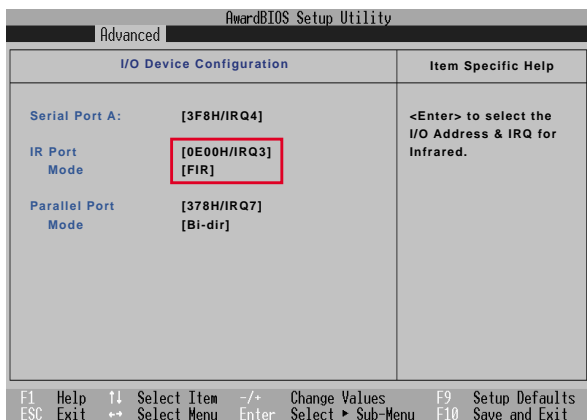 AwardBIOS Setup Utility
Advanced
I/O Device Configuration
Item Specific Help
Serial Port A: [3F8H/IRQ4]
IR Port [0E00H/IRQ3]
Mode [FIR]
Parallel Port [378H/IRQ7]
Mode [Bi-dir]
<Enter> to select the
I/O Address & IRQ for
Infrared.
F1 Help ↑↓ Select Item -/+ Change Values F9 Setup Defaults
ESC Exit ←→ Select Menu Enter Select ▶ Sub-Menu F10 Save and Exit